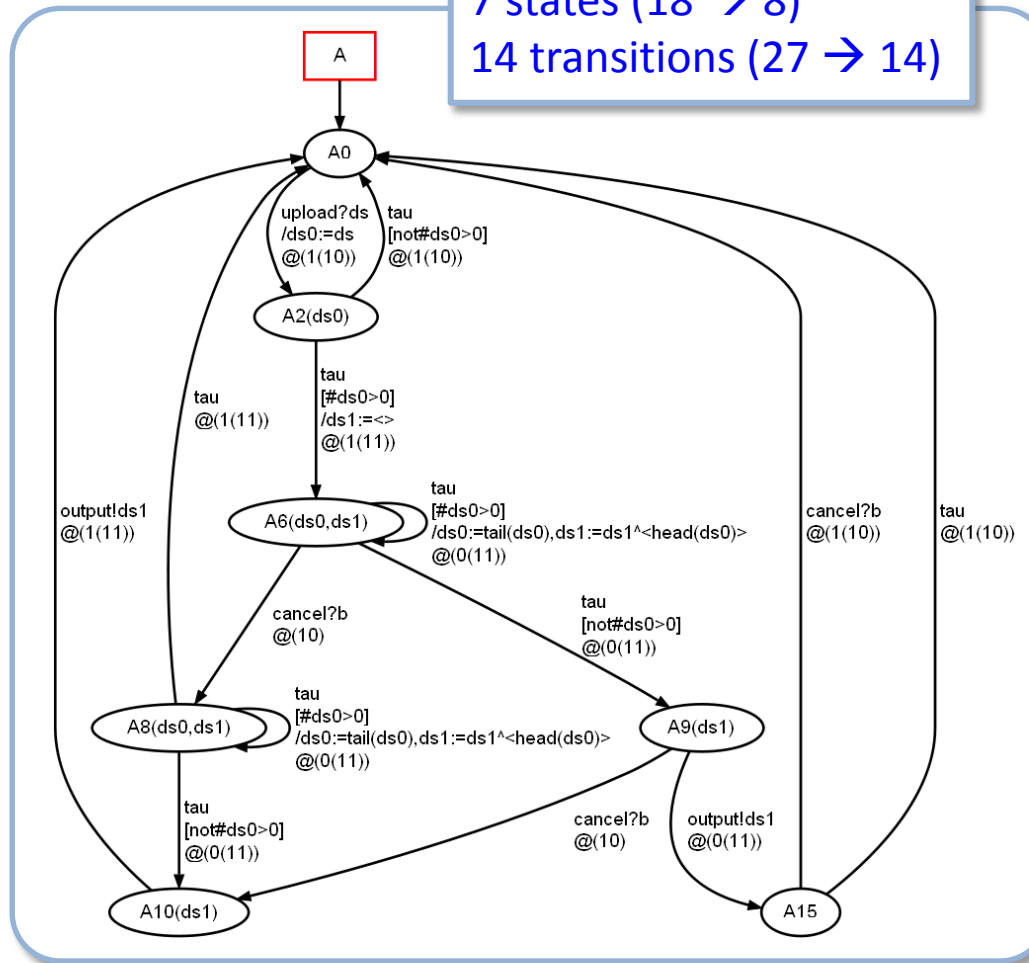 7 states (18 → 8)
14 transitions (27 → 14)
A
A0
upload?ds
/ds0:=ds
@(1(10))
tau
[not#ds0>0]
@(1(10))
A2(ds0)
tau
@(1(11))
tau
[#ds0>0]
/ds1:=<>
@(1(11))
output!ds1
@(1(11))
A6(ds0,ds1)
tau
[#ds0>0]
/ds0:=tail(ds0),ds1:=ds1^<head(ds0)>
@(0(11))
cancel?b
@(1(10))
tau
@(1(10))
cancel?b
@(10)
tau
[not#ds0>0]
@(0(11))
A8(ds0,ds1)
tau
[#ds0>0]
/ds0:=tail(ds0),ds1:=ds1^<head(ds0)>
@(0(11))
A9(ds1)
tau
[not#ds0>0]
@(0(11))
cancel?b
@(10)
output!ds1
@(0(11))
A10(ds1)
A15